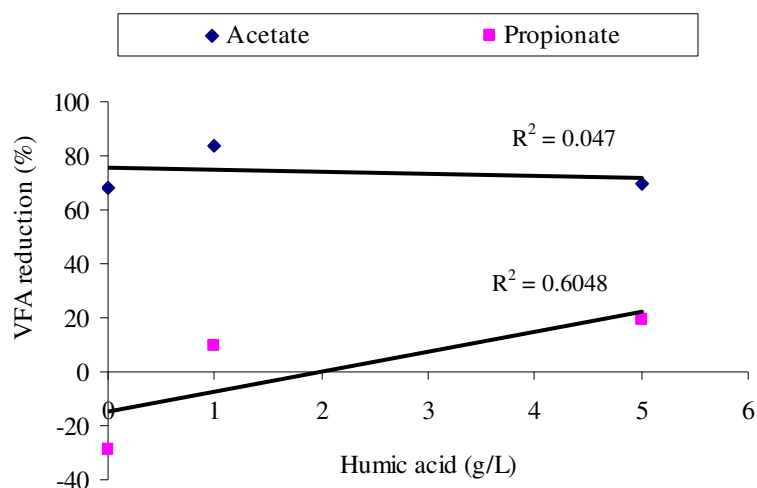 Acetate Propionate
100
80
60
40
20
0
-20
-40
VFA reduction (%)
R² = 0.047
R² = 0.6048
0 1 2 3 4 5 6
Humic acid (g/L)